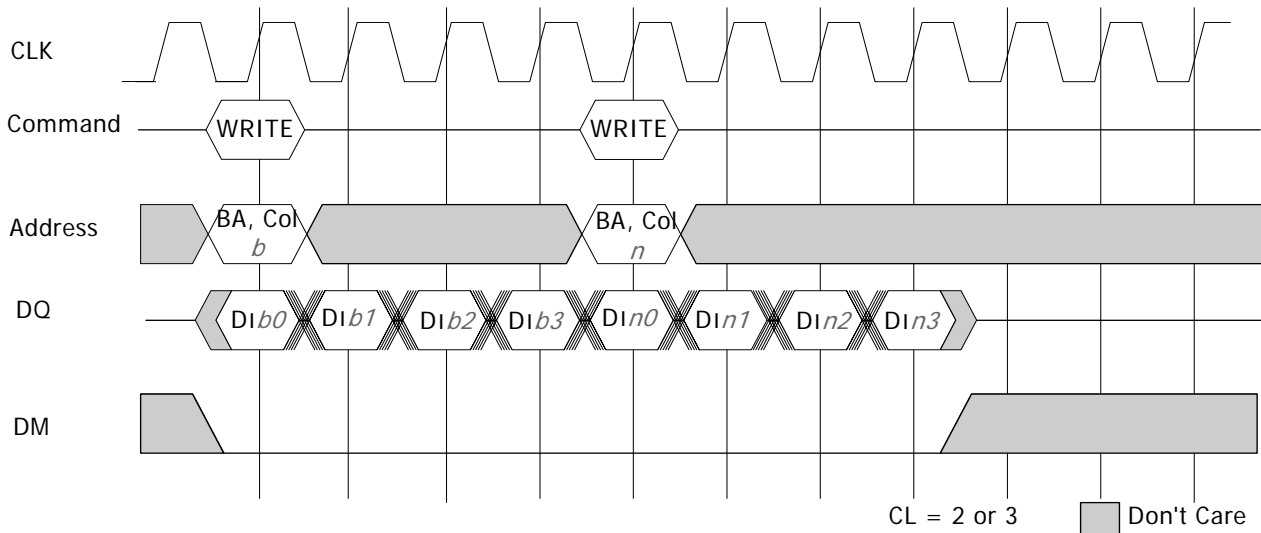 CLK
Command
WRITE WRITE
Address
BA, Col BA, Col
b n
DQ
DIb0 DIb1 DIb2 DIb3 DIn0 DIn1 DIn2 DIn3
DM
CL = 2 or 3
Don't Care